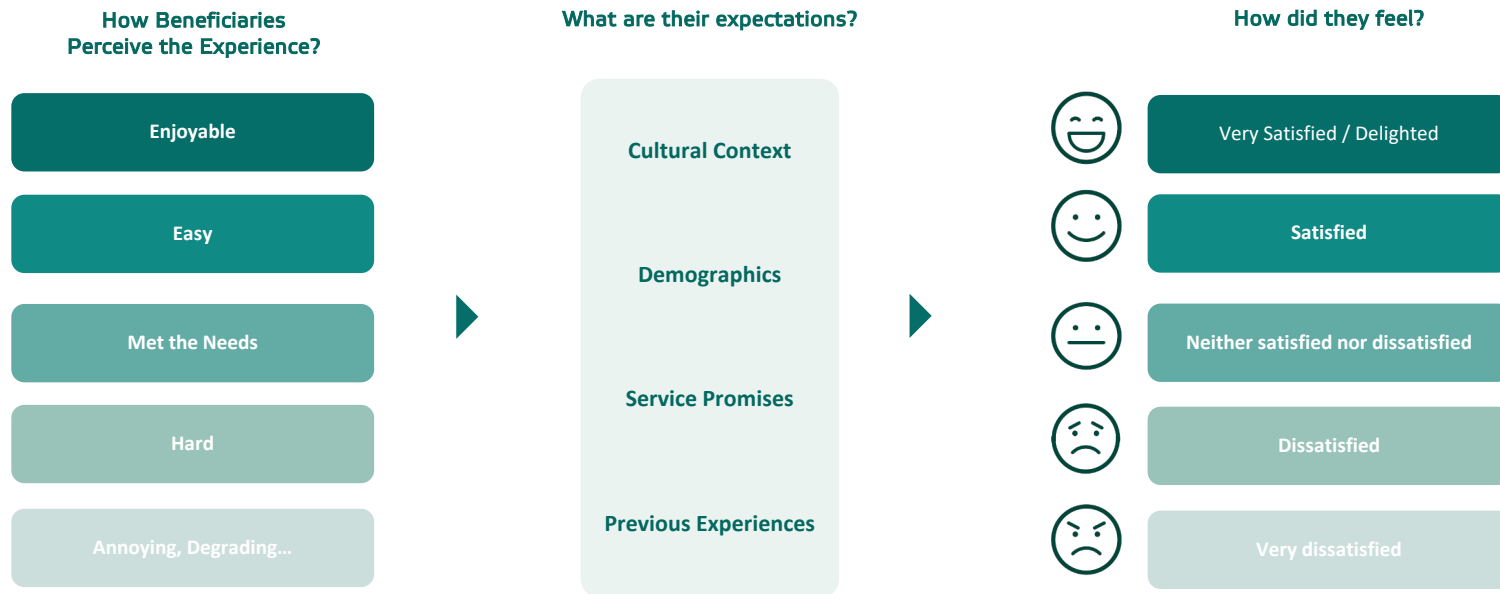 How Beneficiaries
Perceive the Experience?
Enjoyable
Easy
Met the Needs
Hard
Annoying, Degrading...
What are their expectations?
Cultural Context
Demographics
Service Promises
Previous Experiences
How did they feel?
Very Satisfied / Delighted
Satisfied
Neither satisfied nor dissatisfied
Dissatisfied
Very dissatisfied